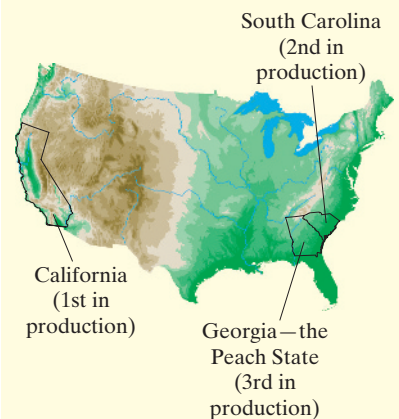 South Carolina
(2nd in
production)
California
(1st in
production)
Georgia—the
Peach State
(3rd in
production)